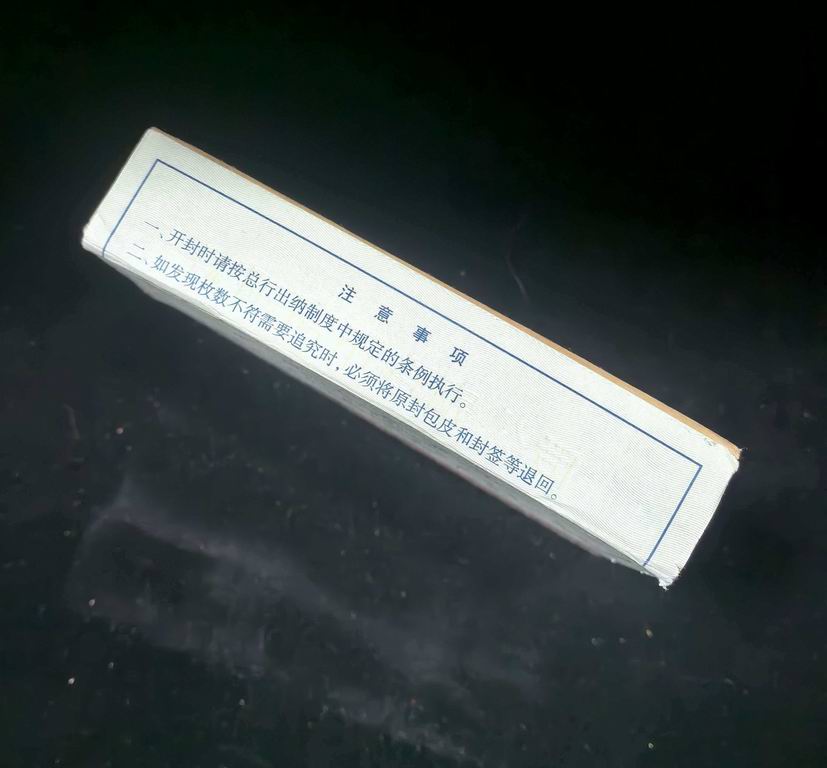 注意事项
一、开封时请按总行出纳制度中规定的条例执行。
二、如发现枚数不符需要追究时，必须将原封包皮和封签等退回。